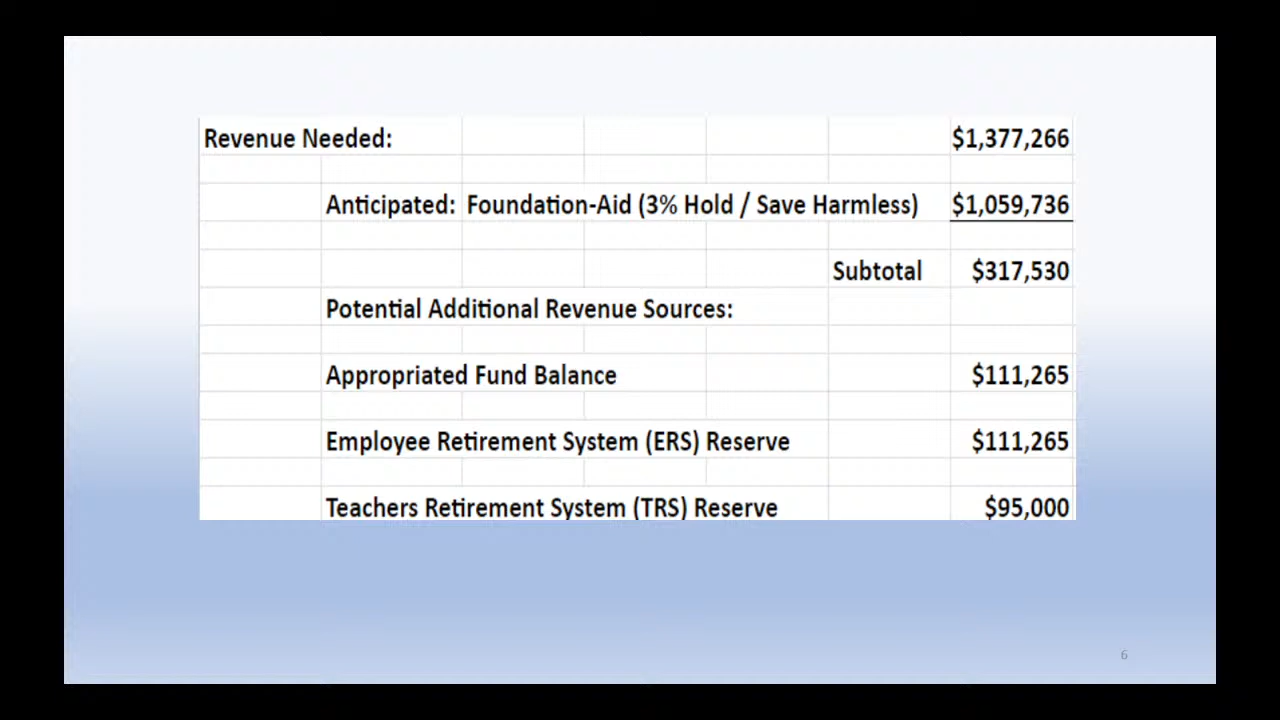 Revenue Needed: $1,377,266
Anticipated: Foundation-Aid (3% Hold / Save Harmless) $1,059,736
Subtotal $317,530
Potential Additional Revenue Sources:
Appropriated Fund Balance $111,265
Employee Retirement System (ERS) Reserve $111,265
Teachers Retirement System (TRS) Reserve $95,000
6